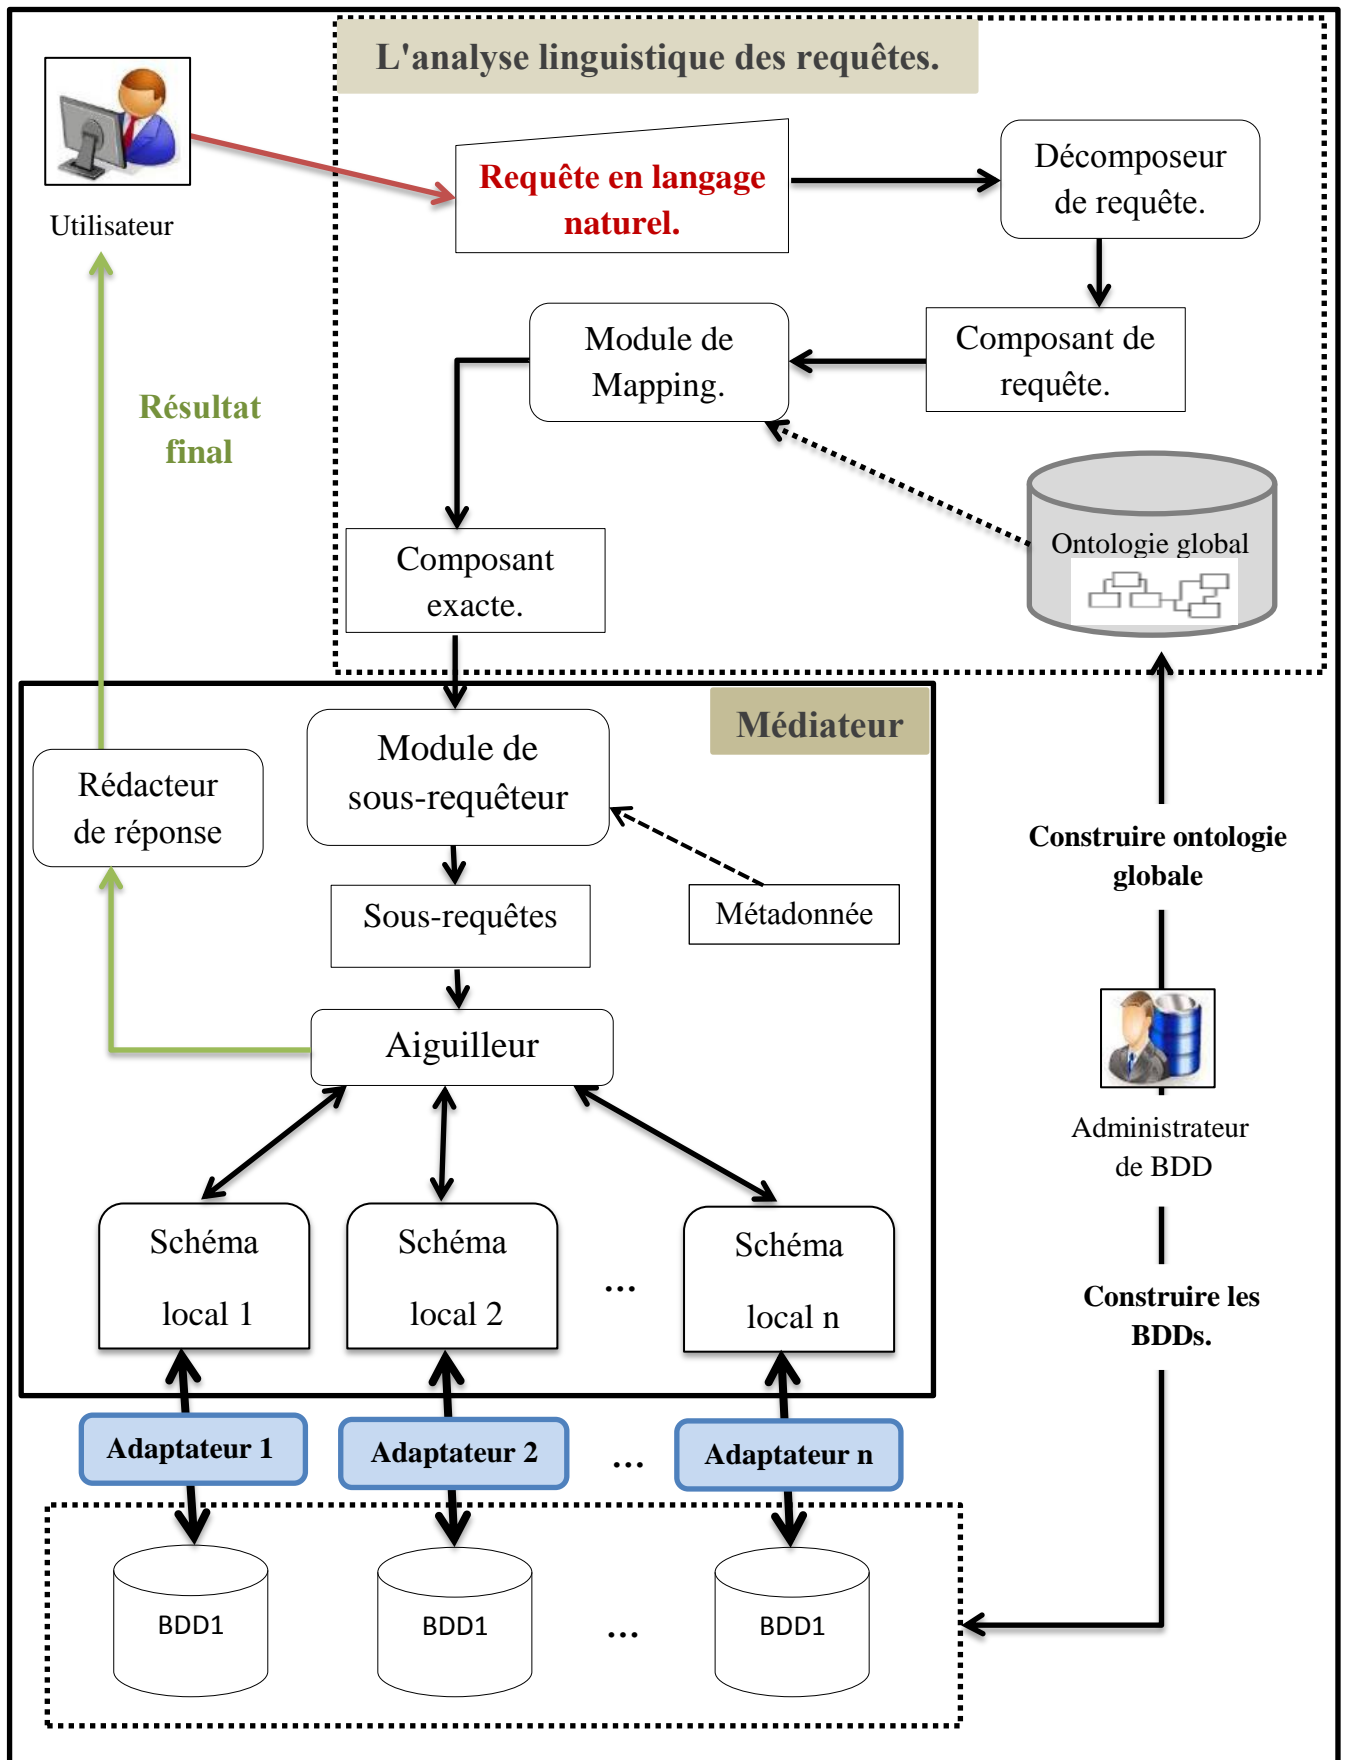 L'analyse linguistique des requêtes.
Utilisateur
Requête en langage
naturel.
Décomposeur
de requête.
Composant de
requête.
Module de
Mapping.
Résultat
final
Ontologie global
Composant
exacte.
Médiateur
Module de
sous-requêteur
Rédacteur
de réponse
Métadonnée
Sous-requêtes
Aiguilleur
Construire ontologie
globale
Administrateur
de BDD
Construire les
BDDs.
Schéma
local 1
Schéma
local 2
...
Schéma
local n
Adaptateur 1
Adaptateur 2
...
Adaptateur n
BDD1
BDD1
...
BDD1